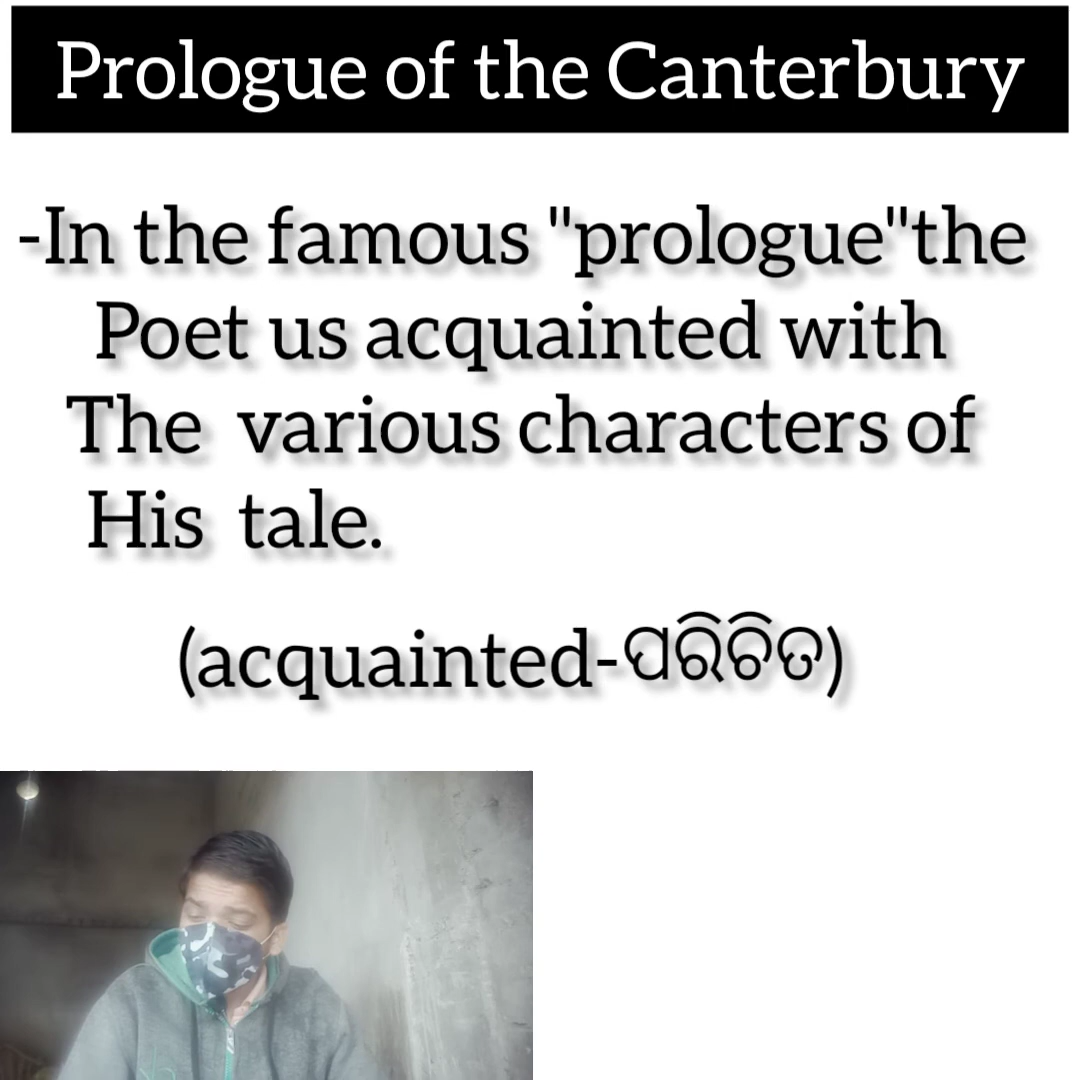 Prologue of the Canterbury
-In the famous "prologue"the
Poet us acquainted with
The various characters of
His tale.
(acquainted-ପରିଚିତ)